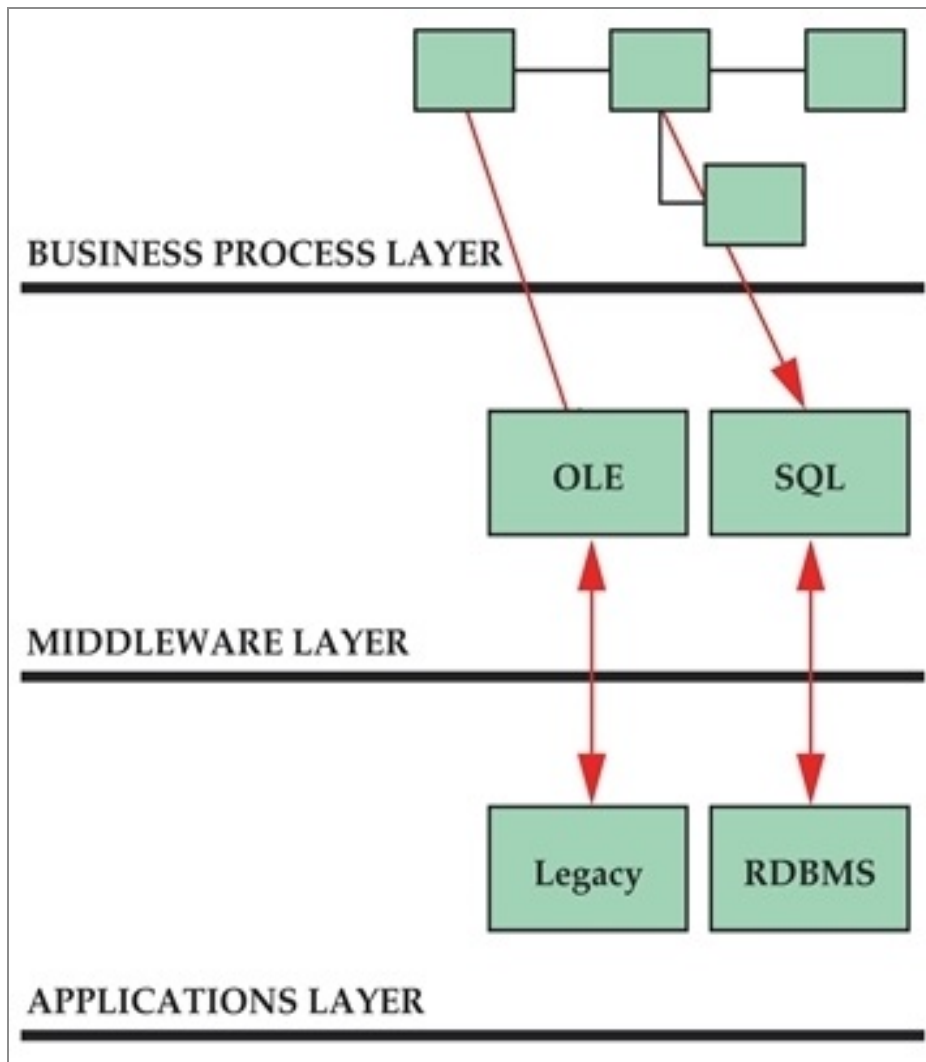 BUSINESS PROCESS LAYER
OLE
SQL
MIDDLEWARE LAYER
Legacy
RDBMS
APPLICATIONS LAYER